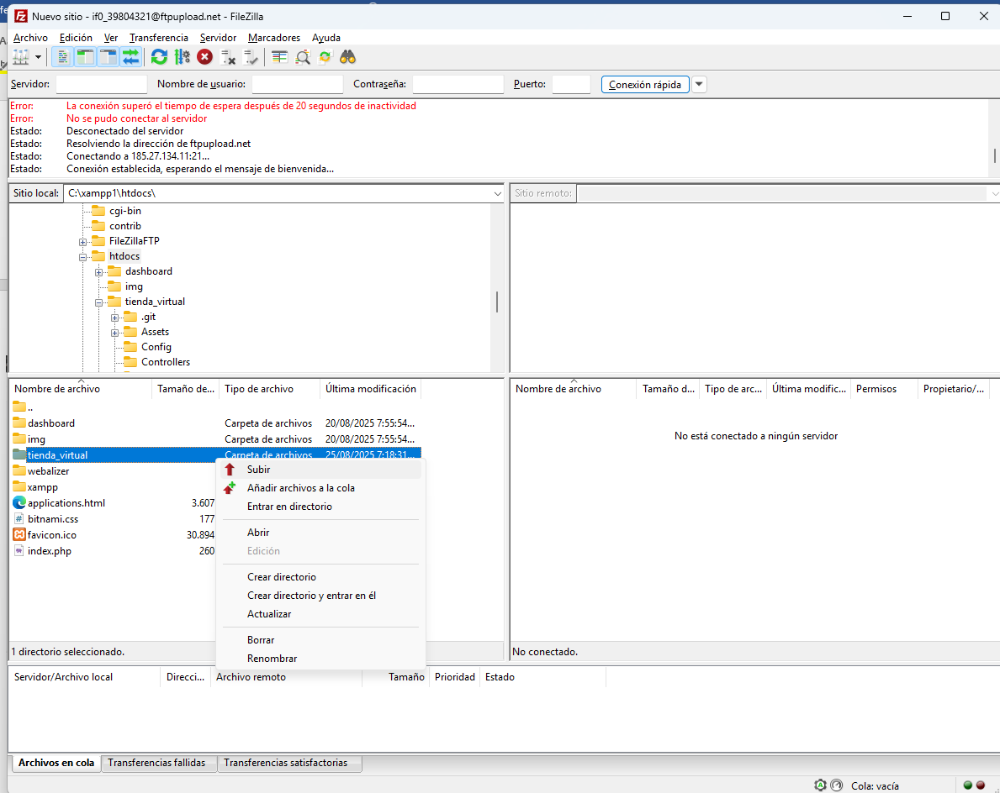 Nuevo sitio - if0_39804321@ftpupload.net - FileZilla
Archivo Edición Ver Transferencia Servidor Marcadores Ayuda
Servidor: Nombre de usuario: Contraseña: Puerto: Conexión rápida
Error: La conexión superó el tiempo de espera después de 20 segundos de inactividad
Error: No se pudo conectar al servidor
Estado: Desconectado del servidor
Estado: Resolviendo la dirección de ftpupload.net
Estado: Conectando a 185.27.134.11:21...
Estado: Conexión establecida, esperando el mensaje de bienvenida...
Sitio local: C:\xampp1\htdocs\
Sitio remoto:
cgi-bin
contrib
FileZillaFTP
htdocs
dashboard
img
tienda_virtual
.git
Assets
Config
Controllers
Nombre de archivo Tamaño de... Tipo de archivo Última modificación
..
dashboard Carpeta de archivos 20/08/2025 7:55:54...
img Carpeta de archivos 20/08/2025 7:55:54...
tienda_virtual Carpeta de archivos 25/08/2025 7:18:31...
webalizer
xampp
applications.html 3.607
bitnami.css 177
favicon.ico 30.894
index.php 260
Subir
Añadir archivos a la cola
Entrar en directorio
Abrir
Edición
Crear directorio
Crear directorio y entrar en él
Actualizar
Borrar
Renombrar
1 directorio seleccionado.
Nombre de archivo Tamaño d... Tipo de arc... Última modific... Permisos Propietario/...
No está conectado a ningún servidor
No conectado.
Servidor/Archivo local Direcci... Archivo remoto Tamaño Prioridad Estado
Archivos en cola Transferencias fallidas Transferencias satisfactorias
Cola: vacía